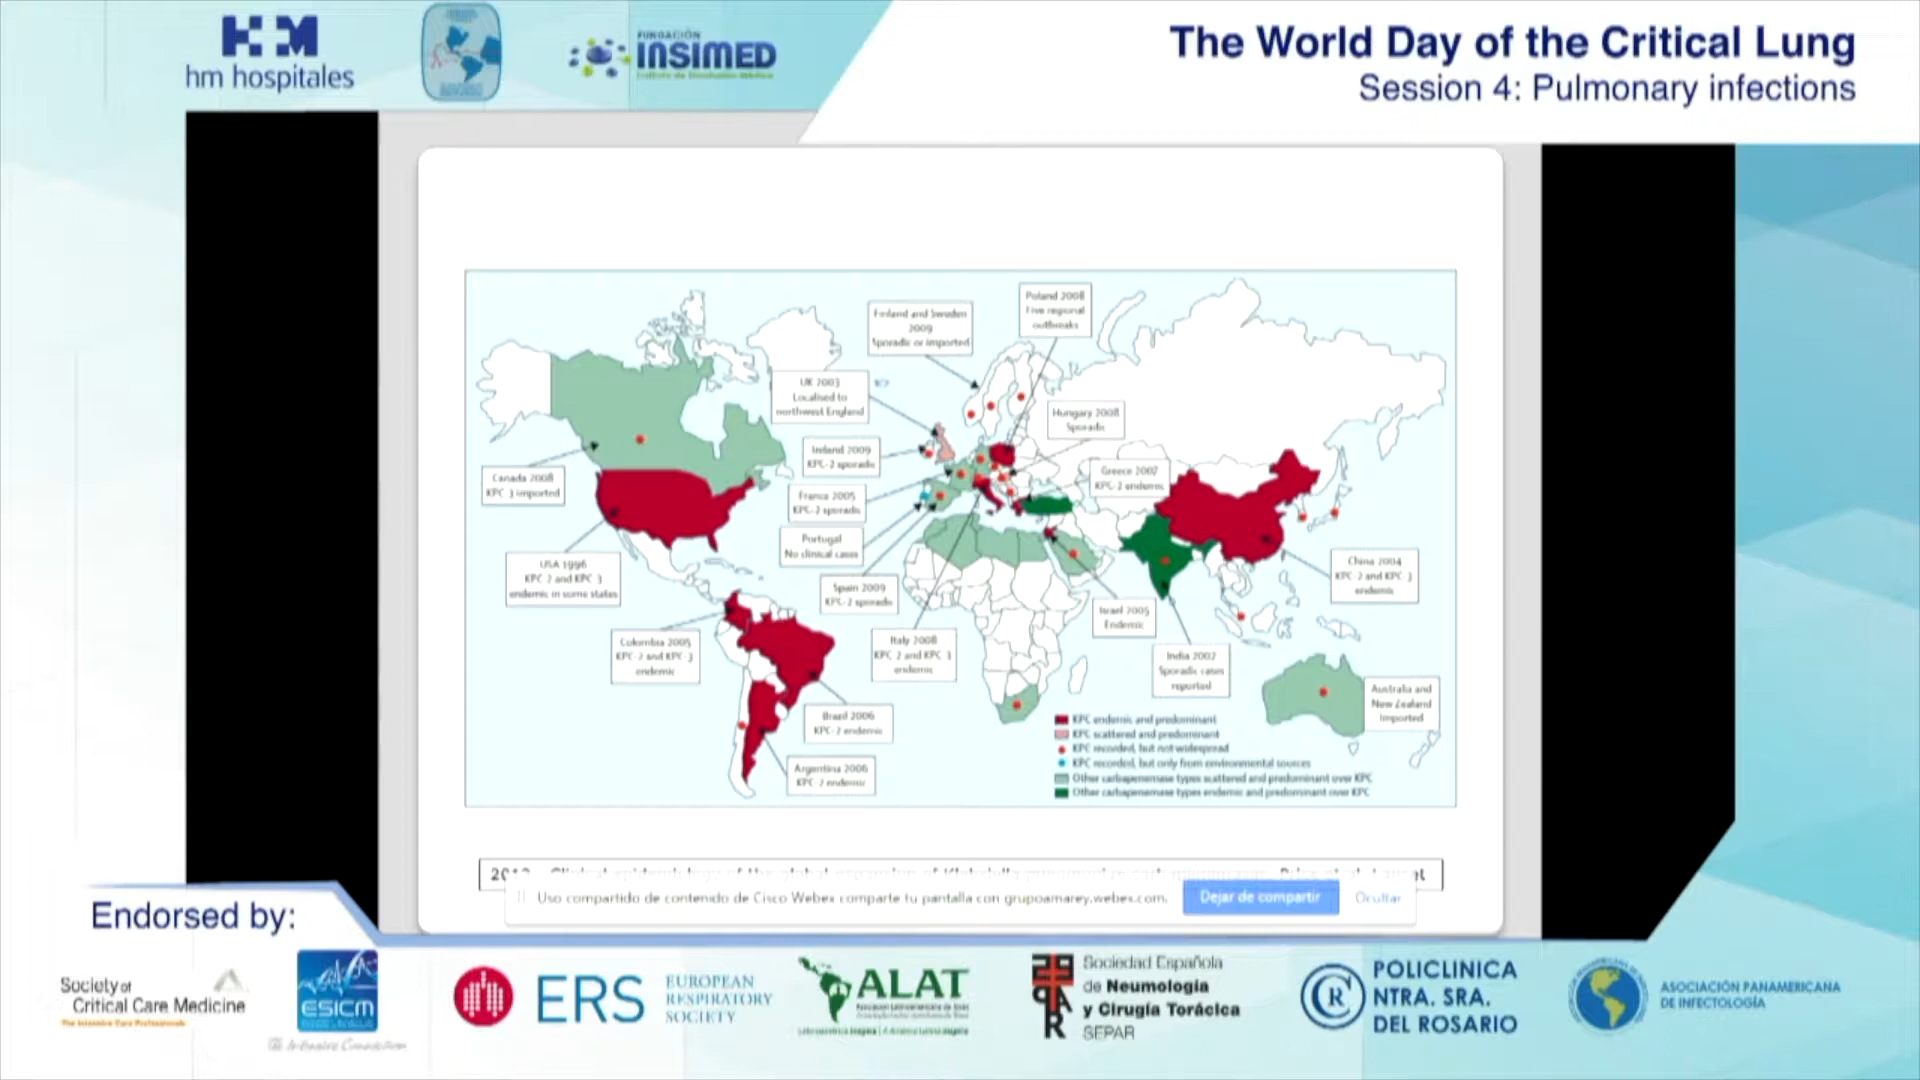 hm hospitales
FUNDACIÓN
INSIMED
The World Day of the Critical Lung
Session 4: Pulmonary infections
Poland 2008
Five regional
outbreaks
Finland and Sweden
2009
Sporadic or imported
UK 2003
Localised to
northwest England
Hungary 2008
Sporadic
Ireland 2009
KPC-2 sporadic
Greece 2007
KPC-2 endemic
Canada 2008
KPC-3 imported
France 2005
KPC-2 sporadic
Portugal
No clinical cases
USA 1996
KPC-2 and KPC-3
endemic in some states
China 2004
KPC-2 and KPC-3
endemic
Spain 2009
KPC-2 sporadic
Israel 2005
Endemic
Colombia 2005
KPC-2 and KPC-3
endemic
Italy 2008
KPC-2 and KPC-3
endemic
India 2002
Sporadic cases
reported
Australia and
New Zealand
Imported
Brazil 2006
KPC-2 endemic
Argentina 2006
KPC-2 endemic
KPC endemic and predominant
KPC scattered and predominant
KPC recorded, but not widespread
KPC recorded, but only from environmental sources
Other carbapenemase types scattered and predominant over KPC
Other carbapenemase types endemic and predominant over KPC
Uso compartido de contenido de Cisco Webex comparte tu pantalla con grupoamarey.webex.com.
Dejar de compartir
Ocultar
Endorsed by:
Society of
Critical Care Medicine
The Intensive Care Professionals
ESICM
ERS
EUROPEAN
RESPIRATORY
SOCIETY
ALAT
Sociedad Española
de Neumología
y Cirugía Torácica
SEPAR
POLICLINICA
NTRA. SRA.
DEL ROSARIO
ASOCIACIÓN PANAMERICANA
DE INFECTOLOGÍA